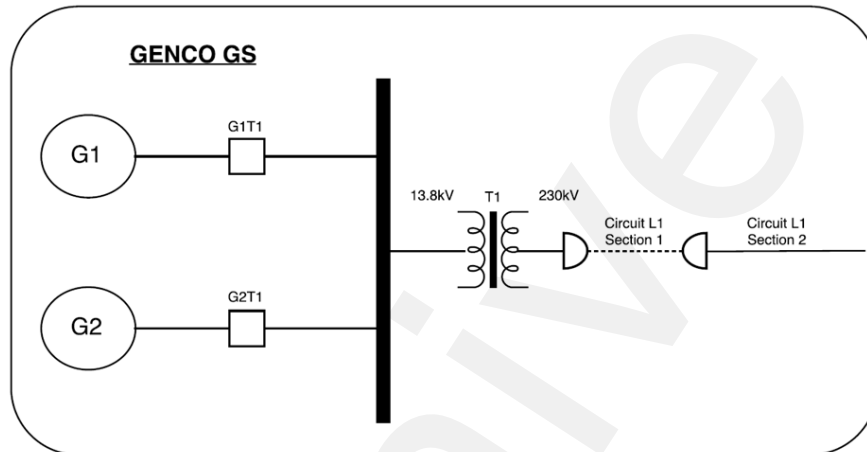 GENCO GS
G1T1
G1
13.8kV
T1
230kV
Circuit L1
Section 1
Circuit L1
Section 2
G2T1
G2